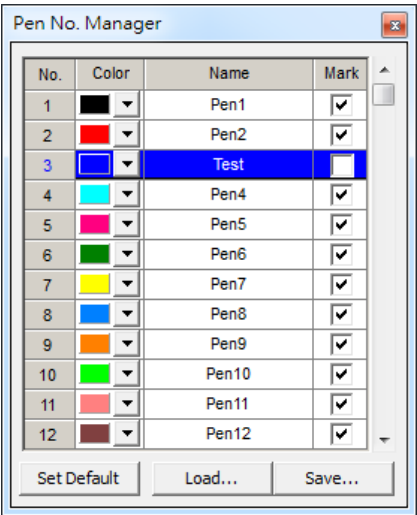 Pen No. Manager
No. Color Name Mark
1 Pen1
2 Pen2
3 Test
4 Pen4
5 Pen5
6 Pen6
7 Pen7
8 Pen8
9 Pen9
10 Pen10
11 Pen11
12 Pen12
Set Default Load... Save...